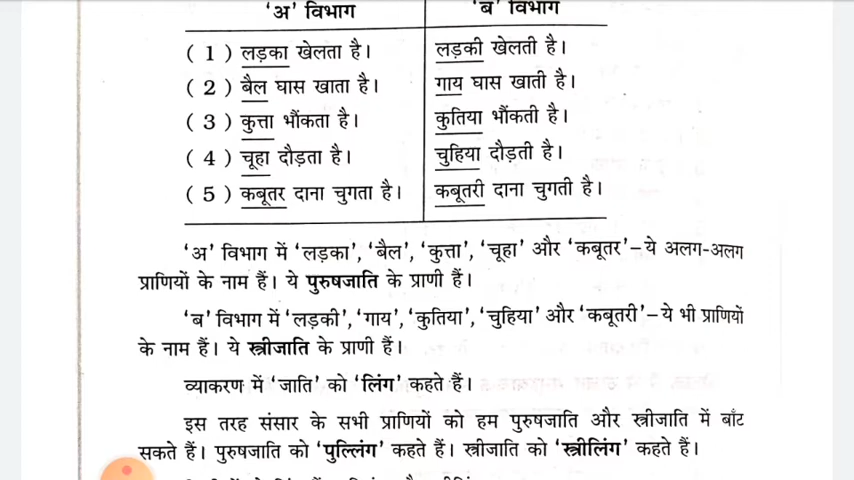 'अ' विभाग 'ब' विभाग
( 1 ) लड़का खेलता है। लड़की खेलती है।
( 2 ) बैल घास खाता है। गाय घास खाती है।
( 3 ) कुत्ता भौंकता है। कुतिया भौंकती है।
( 4 ) चूहा दौड़ता है। चुहिया दौड़ती है।
( 5 ) कबूतर दाना चुगता है। कबूतरी दाना चुगती है।
'अ' विभाग में 'लड़का', 'बैल', 'कुत्ता', 'चूहा' और 'कबूतर' – ये अलग-अलग
प्राणियों के नाम हैं। ये पुरुषजाति के प्राणी हैं।
'ब' विभाग में 'लड़की', 'गाय', 'कुतिया', 'चुहिया' और 'कबूतरी' – ये भी प्राणियों
के नाम हैं। ये स्त्रीजाति के प्राणी हैं।
व्याकरण में 'जाति' को 'लिंग' कहते हैं।
इस तरह संसार के सभी प्राणियों को हम पुरुषजाति और स्त्रीजाति में बाँट
सकते हैं। पुरुषजाति को 'पुल्लिंग' कहते हैं। स्त्रीजाति को 'स्त्रीलिंग' कहते हैं।